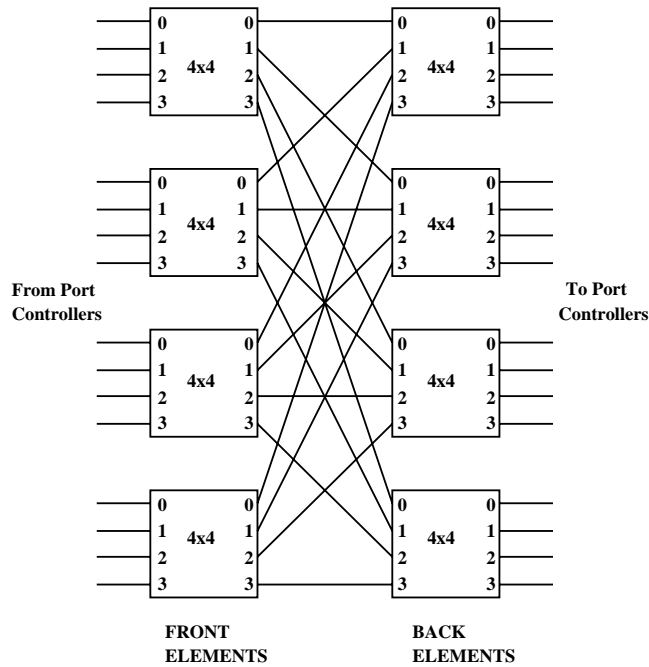 0 0 0 0
1 1 1 1
4x4 4x4
2 2 2 2
3 3 3 3
0 0 0 0
1 1 1 1
4x4 4x4
2 2 2 2
3 3 3 3
From Port
Controllers
To Port
Controllers
0 0 0 0
1 1 1 1
4x4 4x4
2 2 2 2
3 3 3 3
0 0 0 0
1 1 1 1
4x4 4x4
2 2 2 2
3 3 3 3
FRONT
ELEMENTS
BACK
ELEMENTS